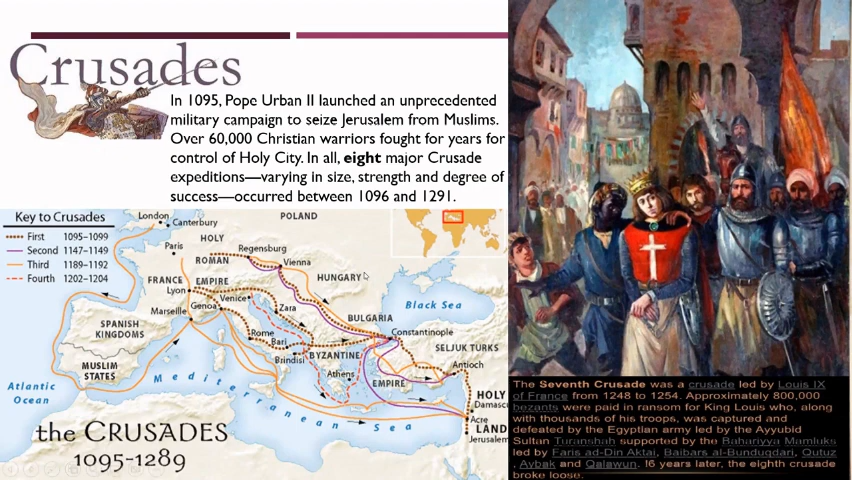 Crusades
In 1095, Pope Urban II launched an unprecedented
military campaign to seize Jerusalem from Muslims.
Over 60,000 Christian warriors fought for years for
control of Holy City. In all, eight major Crusade
expeditions—varying in size, strength and degree of
success—occurred between 1096 and 1291.
Key to Crusades
First 1095-1099
Second 1147-1149
Third 1189-1192
Fourth 1202-1204
London
Canterbury
POLAND
Paris
HOLY
ROMAN
EMPIRE
Regensburg
Vienna
HUNGARY
FRANCE
Lyon
Genoa
Venice
Zara
Marseille
Black Sea
BULGARIA
Constantinople
SPANISH
KINGDOMS
Rome
Bari
Brindisi
BYZANTINE
EMPIRE
SELJUK TURKS
MUSLIM
STATES
Athens
Antioch
Atlantic
Ocean
Mediterranean Sea
HOLY
LAND
Damascu
Acre
Jerusalem
the CRUSADES
1095-1289
The Seventh Crusade was a crusade led by Louis IX
of France from 1248 to 1254. Approximately 800,000
bezants were paid in ransom for King Louis who, along
with thousands of his troops, was captured and
defeated by the Egyptian army led by the Ayyubid
Sultan Turanshah supported by the Bahariyya Mamluks
led by Faris ad-Din Aktai, Baibars al-Bunduqdari, Qutuz
, Aybak and Qalawun. 16 years later, the eighth crusade
broke loose.